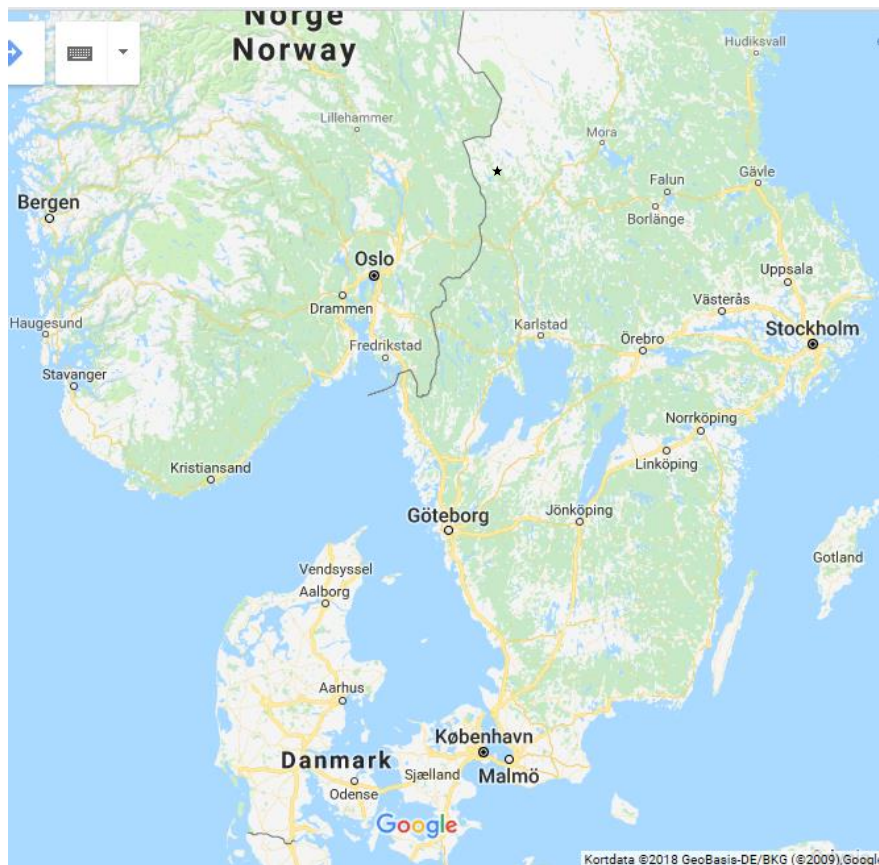 Norge
Norway
Hudiksvall
Lillehammer
Mora
Falun
Gävle
Borlänge
Bergen
Oslo
Uppsala
Drammen
Västerås
Haugesund
Karlstad
Stockholm
Örebro
Fredrikstad
Stavanger
Norrköping
Linköping
Kristiansand
Jönköping
Göteborg
Gotland
Vendsyssel
Aalborg
Aarhus
København
Danmark
Sjælland
Malmö
Odense
Google
Kortdata ©2018 GeoBasis-DE/BKG (©2009),Googl